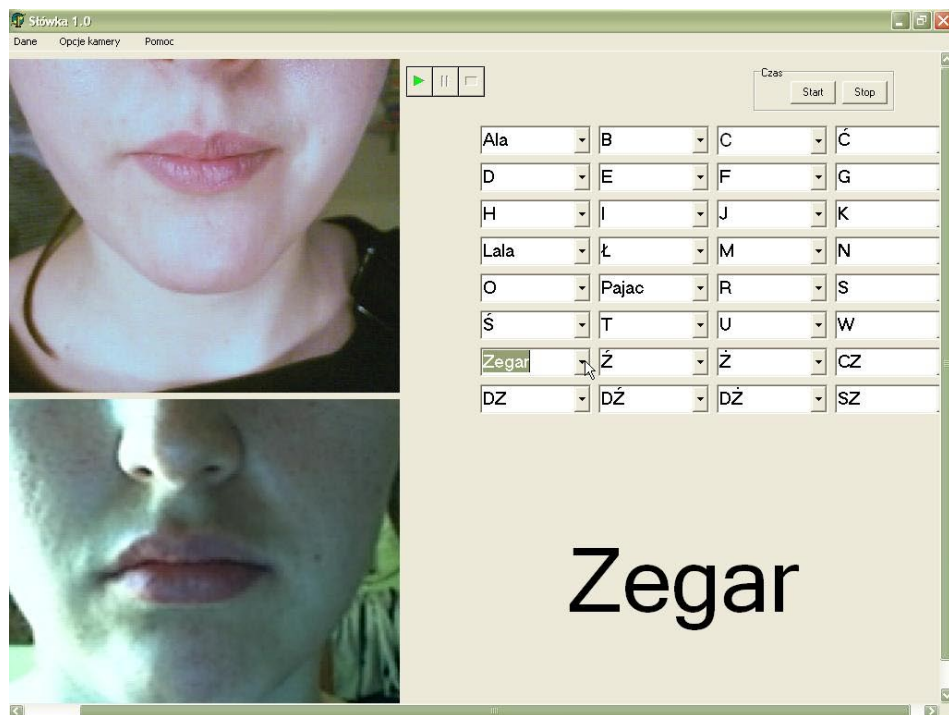 Słówka 1.0
Dane Opcje kamery Pomoc
Czas
Start Stop
Ala B C Ć
D E F G
H I J K
Lala Ł M N
O Pajac R S
Ś T U W
Zegar Ź Ż CZ
DZ DŹ DŻ SZ
Zegar